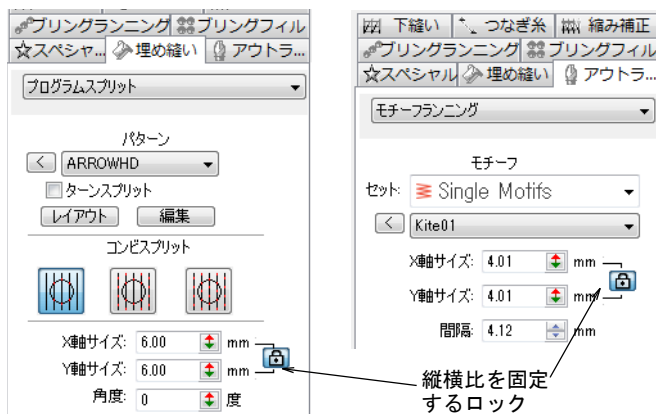 ブリングランニング ブリングフィル
☆スペシャ... 埋め縫い アウトラ...
プログラムスプリット
パターン
< ARROWHD
ターンスプリット
レイアウト 編集
コンビスプリット
X軸サイズ: 6.00 mm
Y軸サイズ: 6.00 mm
角度: 0 度
下縫い つなぎ糸 縮み補正
ブリングランニング ブリングフィル
☆スペシャル 埋め縫い アウトラ...
モチーフランニング
モチーフ
セット: Single Motifs
< Kite01
X軸サイズ: 4.01 mm
Y軸サイズ: 4.01 mm
間隔: 4.12 mm
縦横比を固定
するロック